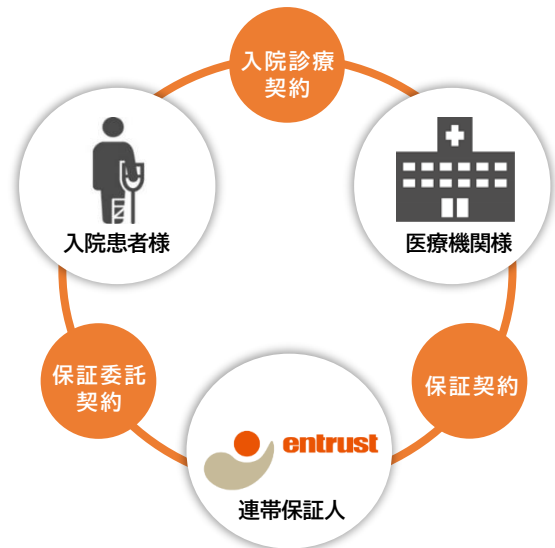 入院診療
契約
入院患者様
医療機関様
保証委託
契約
保証契約
entrust
連帯保証人